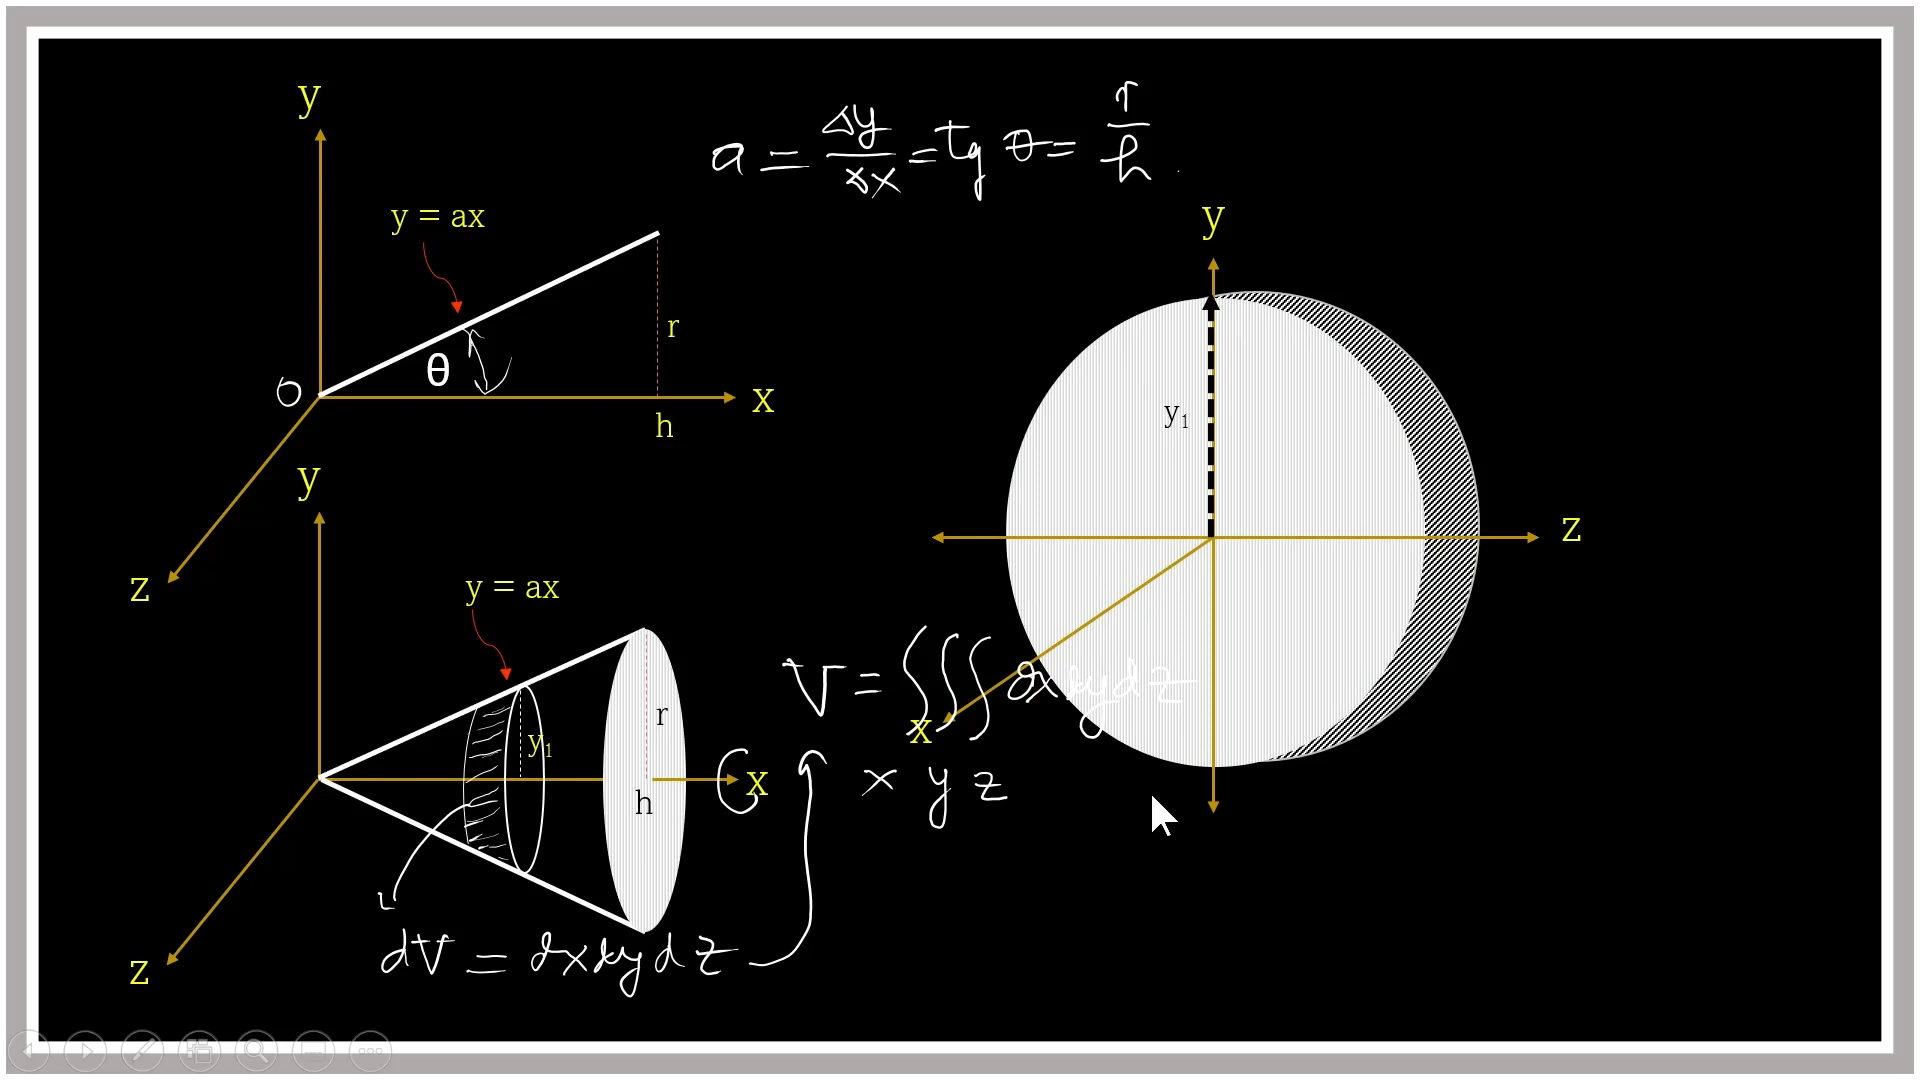 y
a = Δy/Δx = tg θ = r/h
y = ax
y
r
θ
O
x
h
y₁
z
y
z
y = ax
V = ∫∫∫ dxdydz
r
x
y₁
x
x y z
h
dV = dxdydz
z